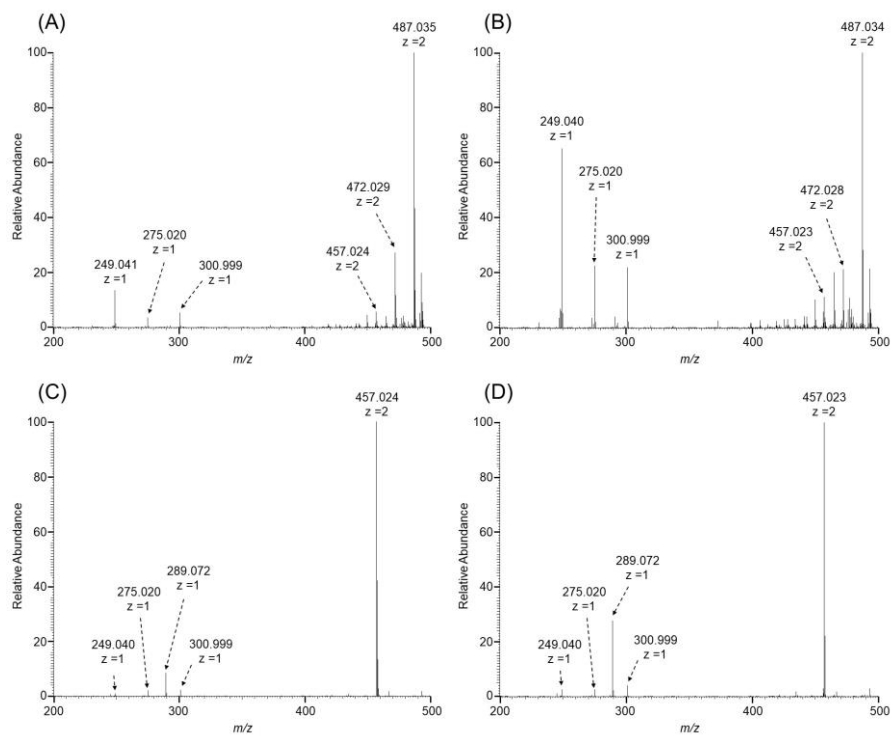 (A)
487.035
z =2
100
80
60
40
20
0
Relative Abundance
472.029
z =2
275.020
z =1
457.024
z =2
249.041
z =1
300.999
z =1
200
300
400
500
m/z
(B)
487.034
z =2
100
80
60
40
20
0
Relative Abundance
249.040
z =1
275.020
z =1
472.028
z =2
300.999
z =1
457.023
z =2
200
300
400
500
m/z
(C)
457.024
z =2
100
80
60
40
20
0
Relative Abundance
289.072
z =1
275.020
z =1
249.040
z =1
300.999
z =1
200
300
400
500
m/z
(D)
457.023
z =2
100
80
60
40
20
0
Relative Abundance
289.072
z =1
275.020
z =1
249.040
z =1
300.999
z =1
200
300
400
500
m/z